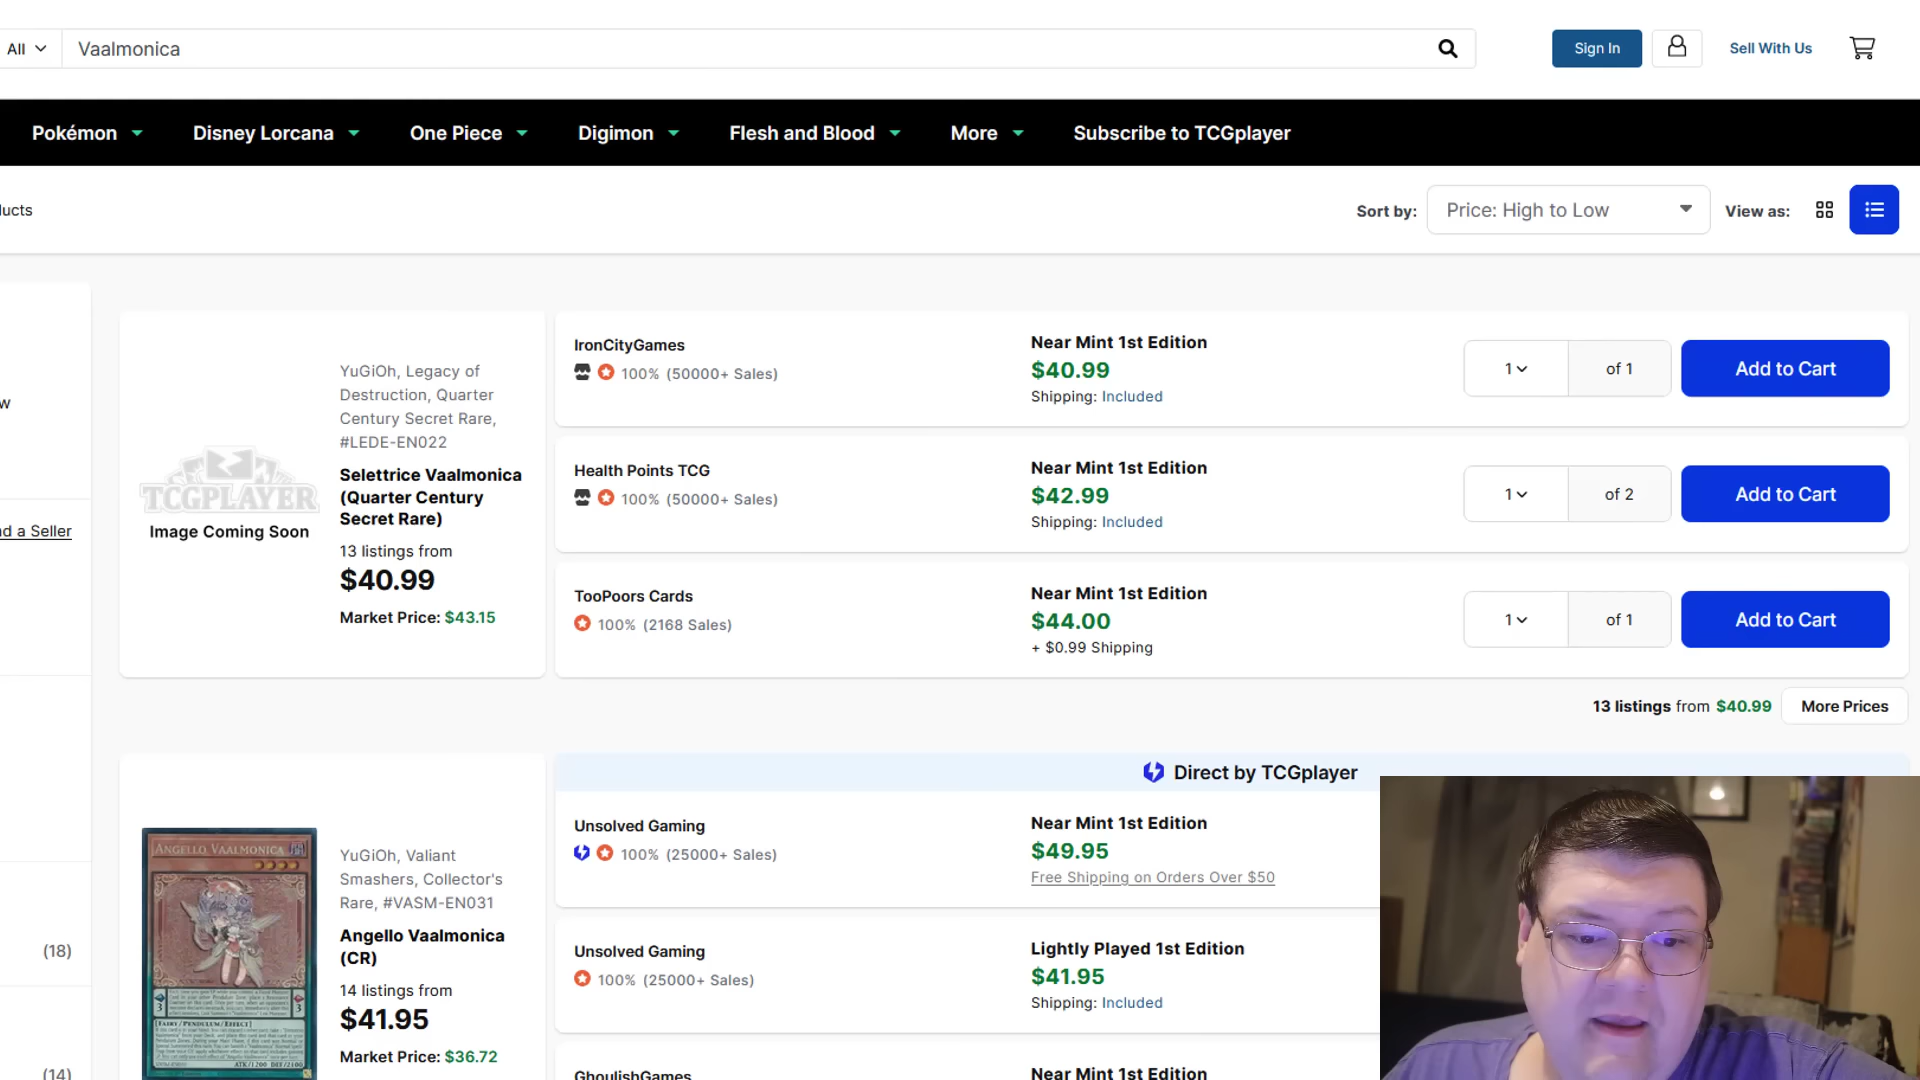 All
Vaalmonica
Sign In
Sell With Us
Pokémon
Disney Lorcana
One Piece
Digimon
Flesh and Blood
More
Subscribe to TCGplayer
ucts
Sort by:
Price: High to Low
View as:
w
d a Seller
(18)
(14)
TCGPLAYER
Image Coming Soon
YuGiOh, Legacy of
Destruction, Quarter
Century Secret Rare,
#LEDE-EN022
Selettrice Vaalmonica
(Quarter Century
Secret Rare)
13 listings from
$40.99
Market Price: $43.15
IronCityGames
100% (50000+ Sales)
Near Mint 1st Edition
$40.99
Shipping: Included
1
of 1
Add to Cart
Health Points TCG
100% (50000+ Sales)
Near Mint 1st Edition
$42.99
Shipping: Included
1
of 2
Add to Cart
TooPoors Cards
100% (2168 Sales)
Near Mint 1st Edition
$44.00
+ $0.99 Shipping
1
of 1
Add to Cart
13 listings from $40.99
More Prices
ANGELLO VAALMONICA
3
3
[FAIRY/PENDULUM/EFFECT]
ATK/1200 DEF/2100
YuGiOh, Valiant
Smashers, Collector's
Rare, #VASM-EN031
Angello Vaalmonica
(CR)
14 listings from
$41.95
Market Price: $36.72
Direct by TCGplayer
Unsolved Gaming
100% (25000+ Sales)
Near Mint 1st Edition
$49.95
Free Shipping on Orders Over $50
Unsolved Gaming
100% (25000+ Sales)
Lightly Played 1st Edition
$41.95
Shipping: Included
GhoulishGames
Near Mint 1st Edition